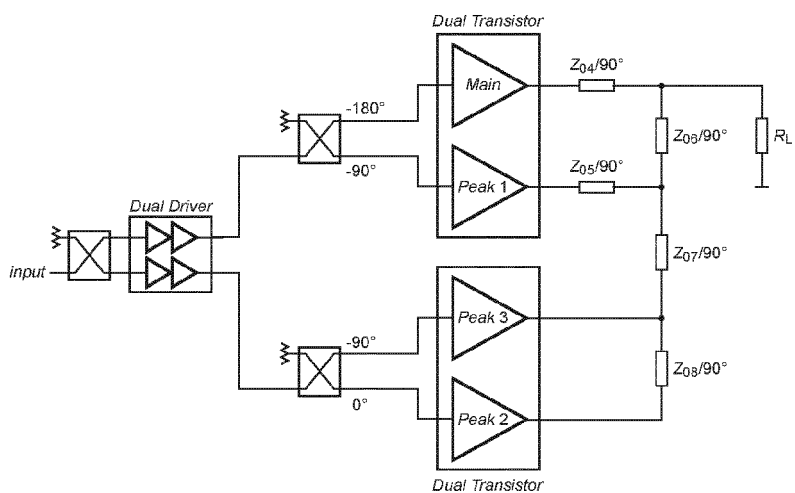 Dual Transistor
Main
Z04/90°
-180°
Z06/90°
RL
-90°
Peak 1
Z05/90°
Dual Driver
input
Z07/90°
-90°
Peak 3
0°
Z08/90°
Peak 2
Dual Transistor